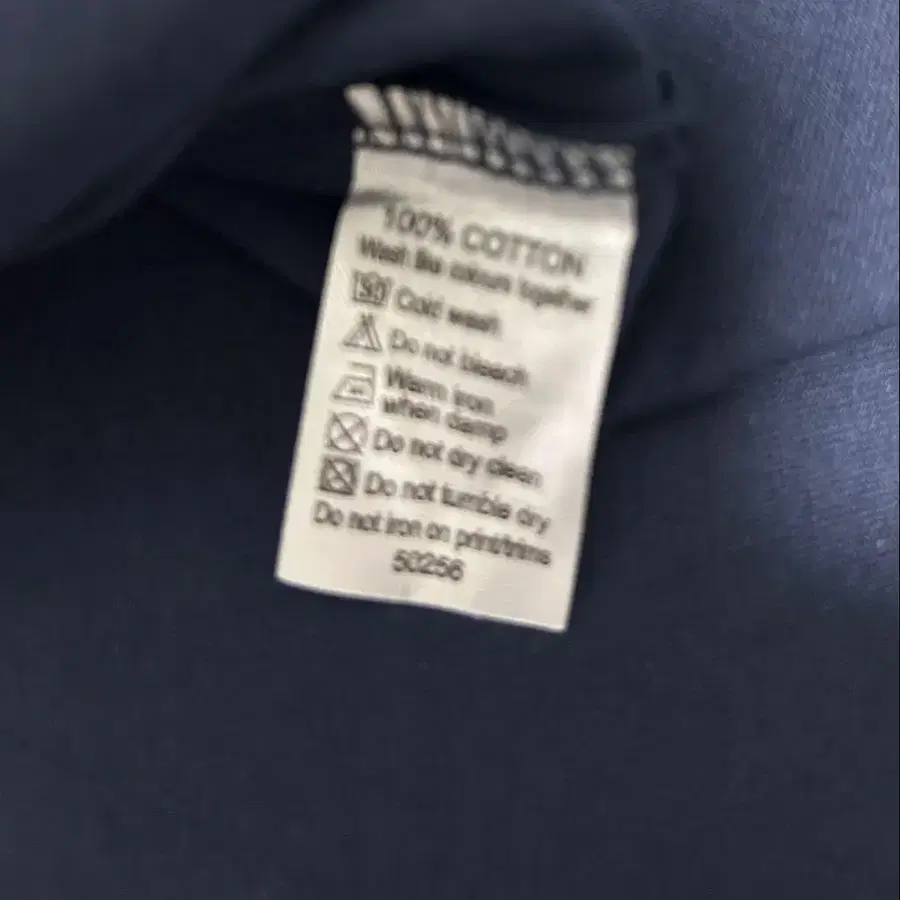 100% COTTON
Wash like colours together
30 Cold wash
Do not bleach
Warm iron
when damp
Do not dry clean
Do not tumble dry
Do not iron on print/trims
50256